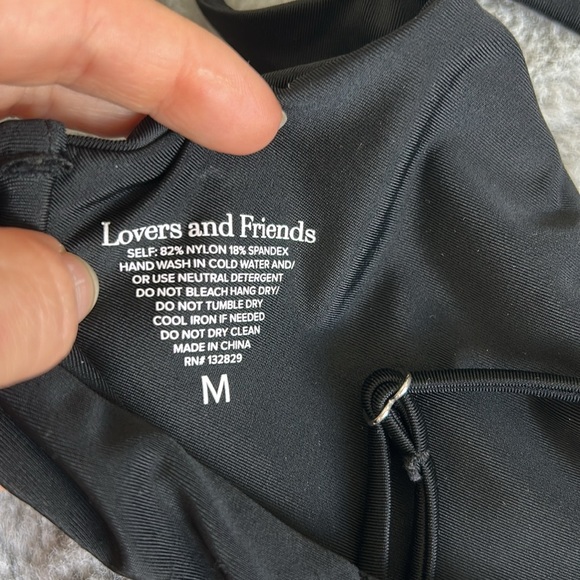 Lovers and Friends
SELF: 82% NYLON 18% SPANDEX
HAND WASH IN COLD WATER AND/
OR USE NEUTRAL DETERGENT
DO NOT BLEACH HANG DRY/
DO NOT TUMBLE DRY
COOL IRON IF NEEDED
DO NOT DRY CLEAN
MADE IN CHINA
RN# 132829
M